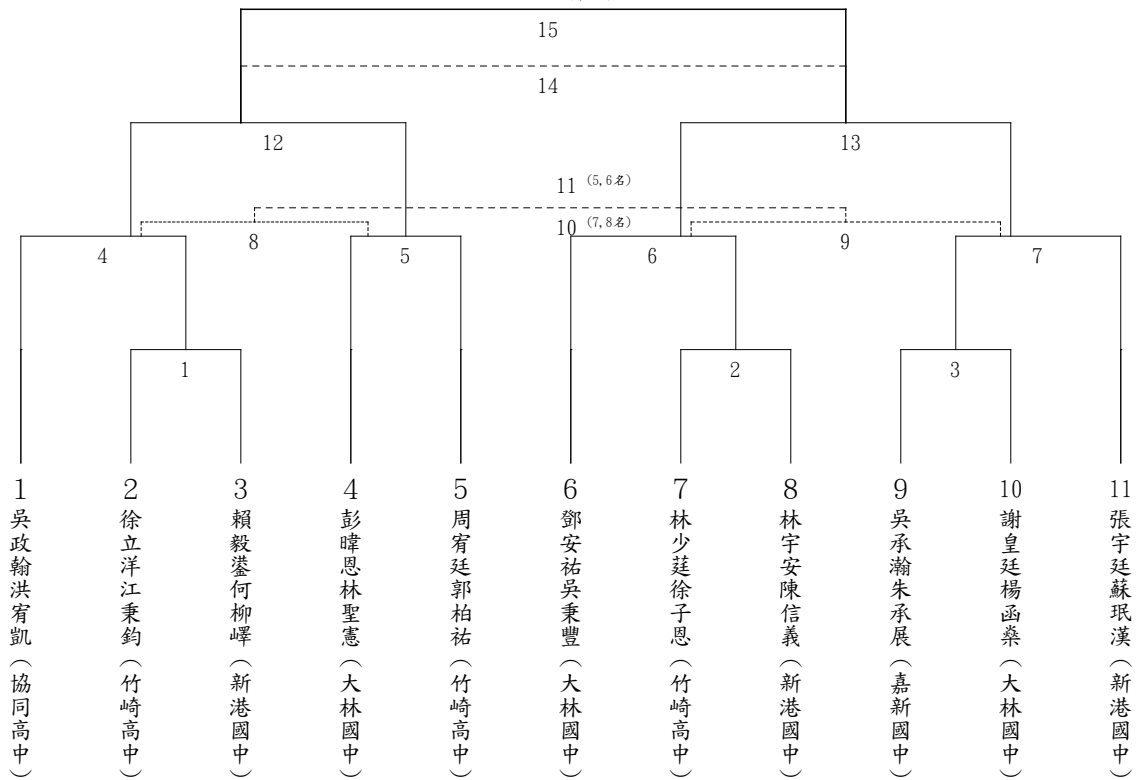 15
14
12
13
11 (5,6名)
10 (7,8名)
8
9
4
5
6
7
1
2
3
1 吳政翰洪宥凱(協同高中)
2 徐立洋江秉鈞(竹崎高中)
3 賴毅鎏何柳嶧(新港國中)
4 彭暐恩林聖憲(大林國中)
5 周宥廷郭柏祐(竹崎高中)
6 鄧安祐吳秉豐(大林國中)
7 林少莛徐子恩(竹崎高中)
8 林宇安陳信義(新港國中)
9 吳承瀚朱承展(嘉新國中)
10 謝皇廷楊函橤(大林國中)
11 張宇廷蘇珉漢(新港國中)